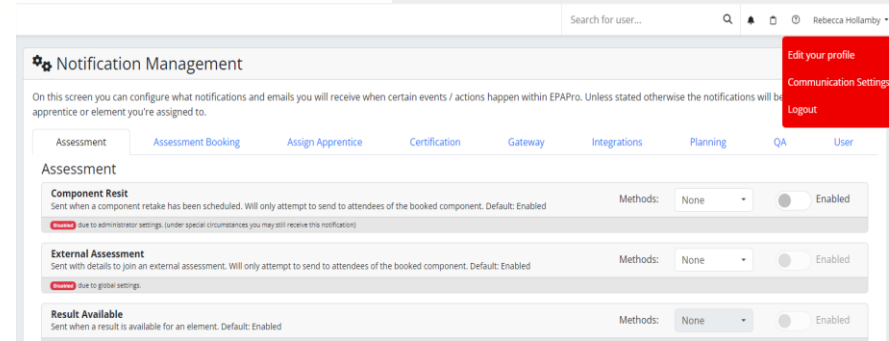 Search for user...
Rebecca Hollamby
Edit your profile
Communication Settings
Logout
Notification Management
On this screen you can configure what notifications and emails you will receive when certain events / actions happen within EPAPro. Unless stated otherwise the notifications will be
apprentice or element you're assigned to.
Assessment Assessment Booking Assign Apprentice Certification Gateway Integrations Planning QA User
Assessment
Component Resit
Sent when a component retake has been scheduled. Will only attempt to send to attendees of the booked component. Default: Enabled
Methods: None Enabled
Disabled due to administrator settings. (under special circumstances you may still receive this notification)
External Assessment
Sent with details to join an external assessment. Will only attempt to send to attendees of the booked component. Default: Enabled
Methods: None Enabled
Disabled due to global settings.
Result Available
Sent when a result is available for an element. Default: Enabled
Methods: None Enabled